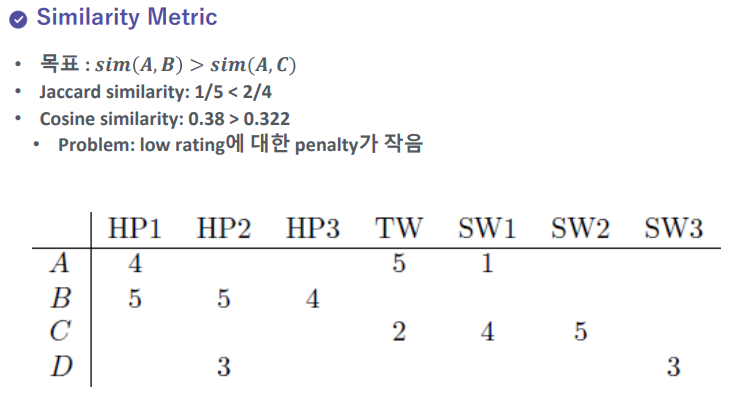 Similarity Metric
• 목표 : sim(A, B) > sim(A, C)
• Jaccard similarity: 1/5 < 2/4
• Cosine similarity: 0.38 > 0.322
• Problem: low rating에 대한 penalty가 작음
HP1 HP2 HP3 TW SW1 SW2 SW3
A 4 5 1
B 5 5 4
C 2 4 5
D 3 3